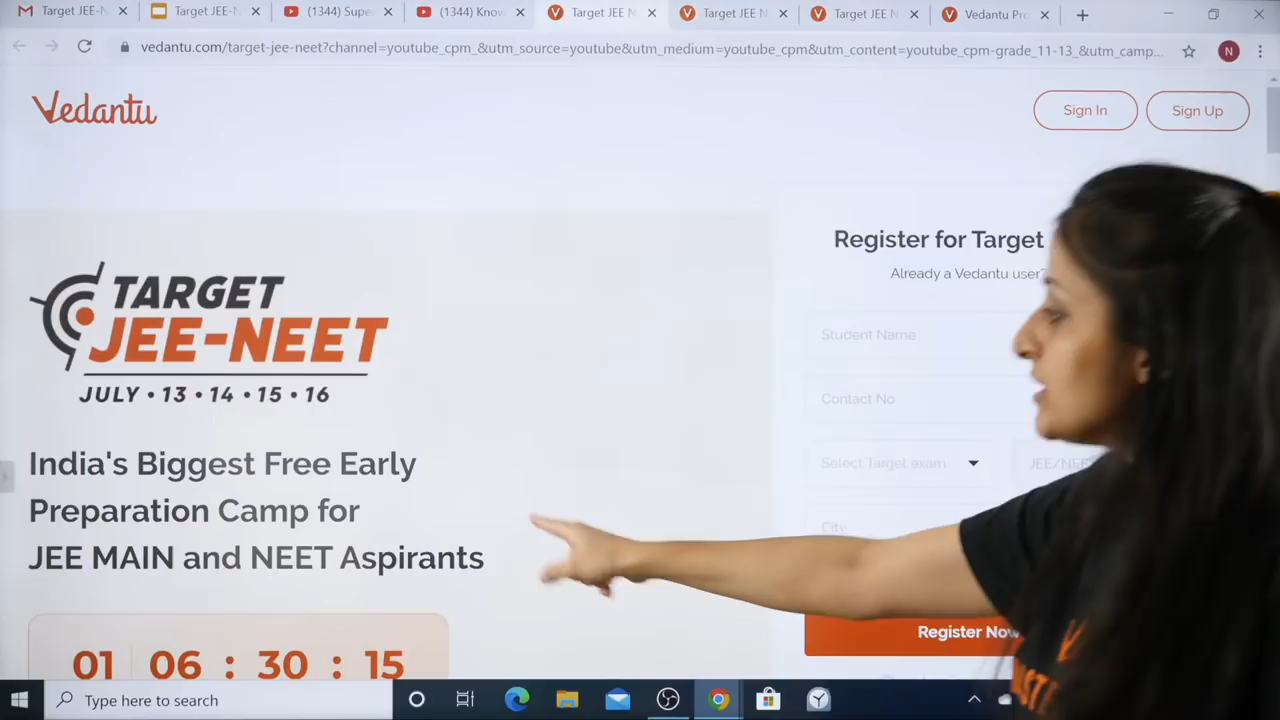 Target JEE-N
Target JEE-N
(1344) Supe
(1344) Know
Target JEE N
Target JEE N
Target JEE N
Vedantu Pro
vedantu.com/target-jee-neet?channel=youtube_cpm_&utm_source=youtube&utm_medium=youtube_cpm&utm_content=youtube_cpm-grade_11-13_&utm_camp...
N
Vedantu
Sign In
Sign Up
TARGET
JEE-NEET
JULY • 13 • 14 • 15 • 16
India's Biggest Free Early
Preparation Camp for
JEE MAIN and NEET Aspirants
01 06 : 30 : 15
Register for Target
Already a Vedantu user?
Student Name
Contact No
Select Target exam
JEE/NEE
City
Register Now
Type here to search